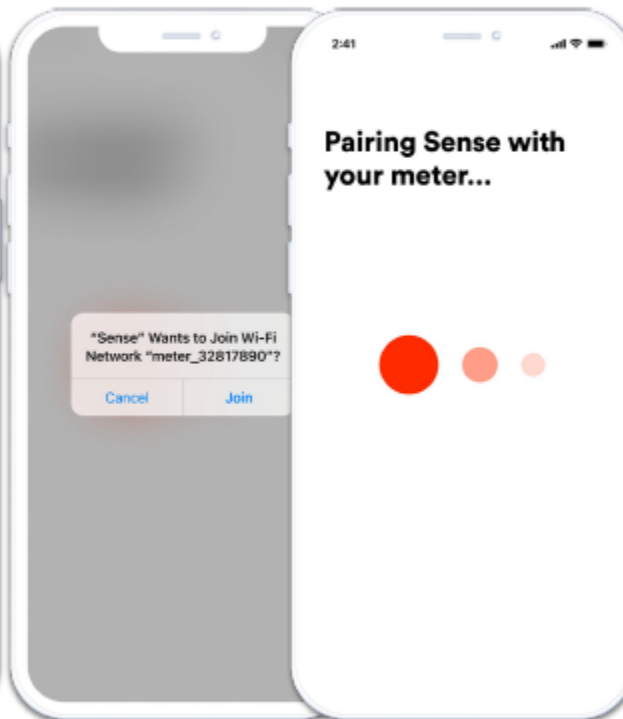 "Sense" Wants to Join Wi-Fi
Network "meter_32817890"?
Cancel Join
2:41
Pairing Sense with
your meter...